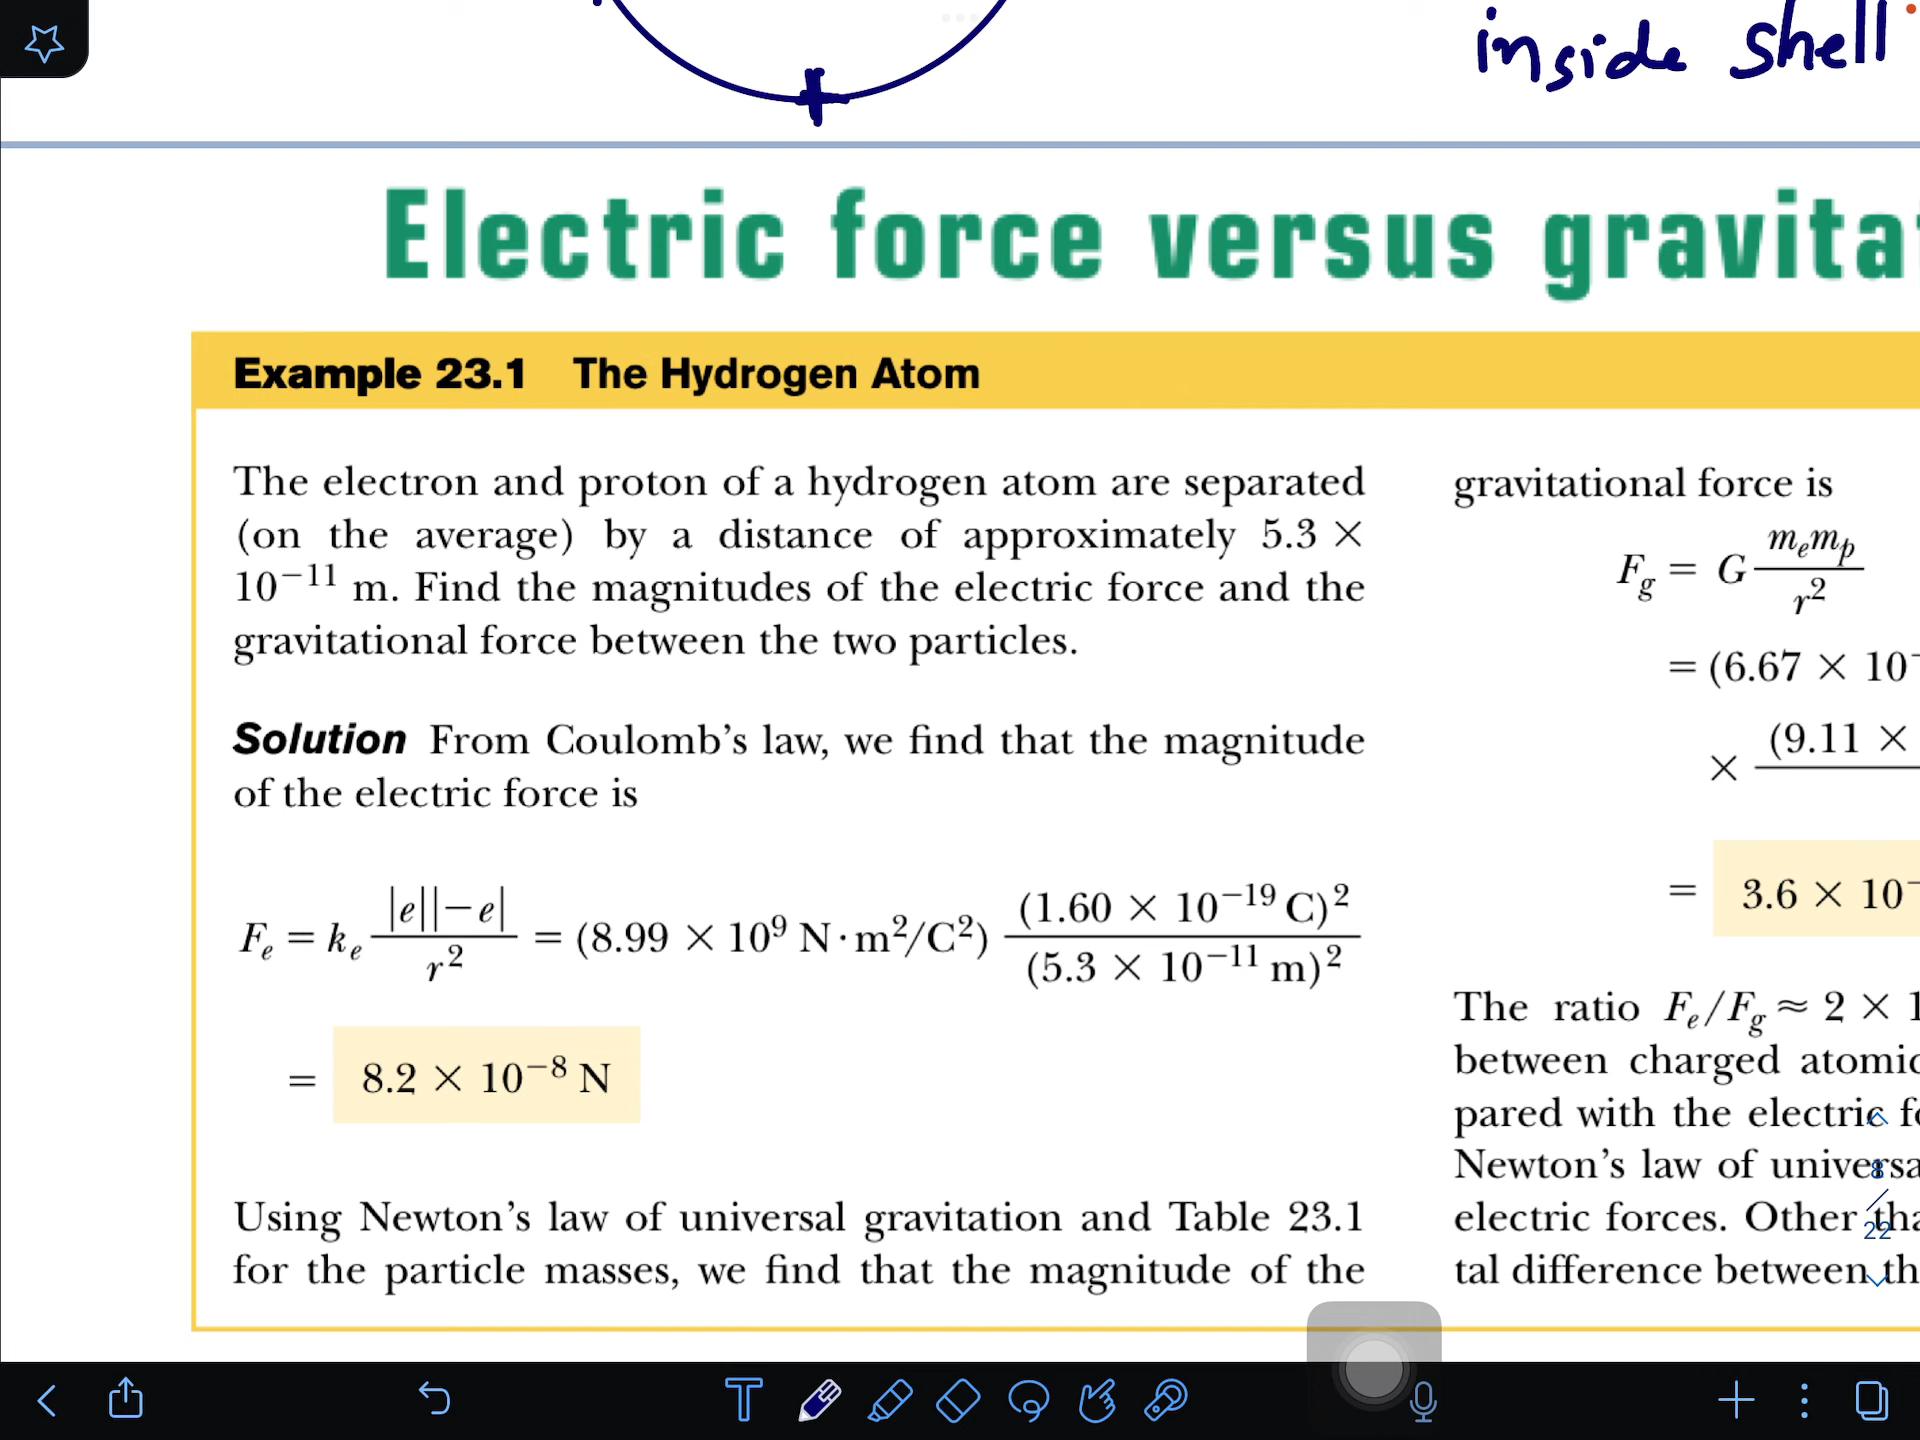 inside shell
Electric force versus gravita
Example 23.1 The Hydrogen Atom
The electron and proton of a hydrogen atom are separated
(on the average) by a distance of approximately 5.3 ×
10⁻¹¹ m. Find the magnitudes of the electric force and the
gravitational force between the two particles.
Solution From Coulomb's law, we find that the magnitude
of the electric force is
Fₑ = kₑ |e||−e| / r² = (8.99 × 10⁹ N·m²/C²) (1.60 × 10⁻¹⁹ C)² / (5.3 × 10⁻¹¹ m)²
= 8.2 × 10⁻⁸ N
Using Newton's law of universal gravitation and Table 23.1
for the particle masses, we find that the magnitude of the
gravitational force is
F_g = G mₑm_p / r²
= (6.67 × 10⁻
× (9.11 ×
= 3.6 × 10⁻
The ratio Fₑ/F_g ≈ 2 × 1
between charged atomic
pared with the electric fo
Newton's law of universa
electric forces. Other tha
tal difference between th
8
/
22
T